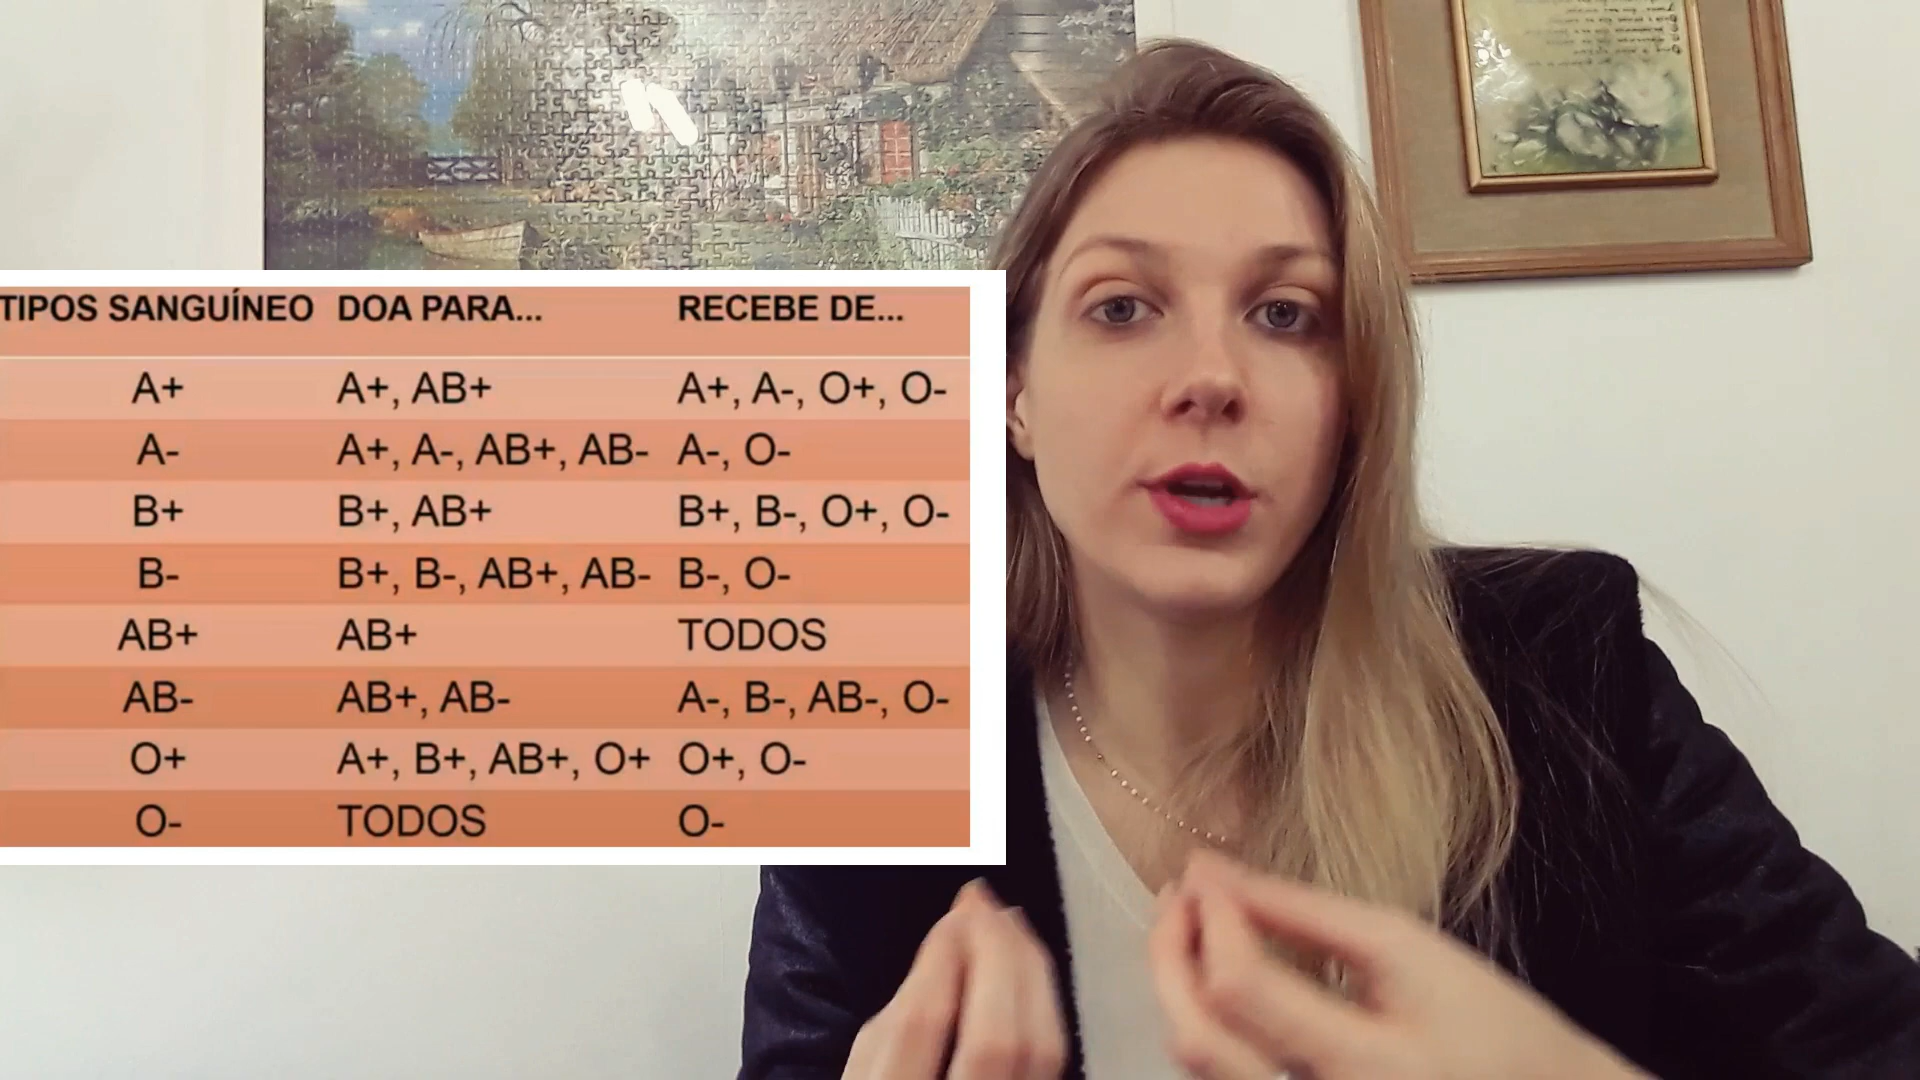 TIPOS SANGUÍNEO DOA PARA... RECEBE DE...
A+ A+, AB+ A+, A-, O+, O-
A- A+, A-, AB+, AB- A-, O-
B+ B+, AB+ B+, B-, O+, O-
B- B+, B-, AB+, AB- B-, O-
AB+ AB+ TODOS
AB- AB+, AB- A-, B-, AB-, O-
O+ A+, B+, AB+, O+ O+, O-
O- TODOS O-